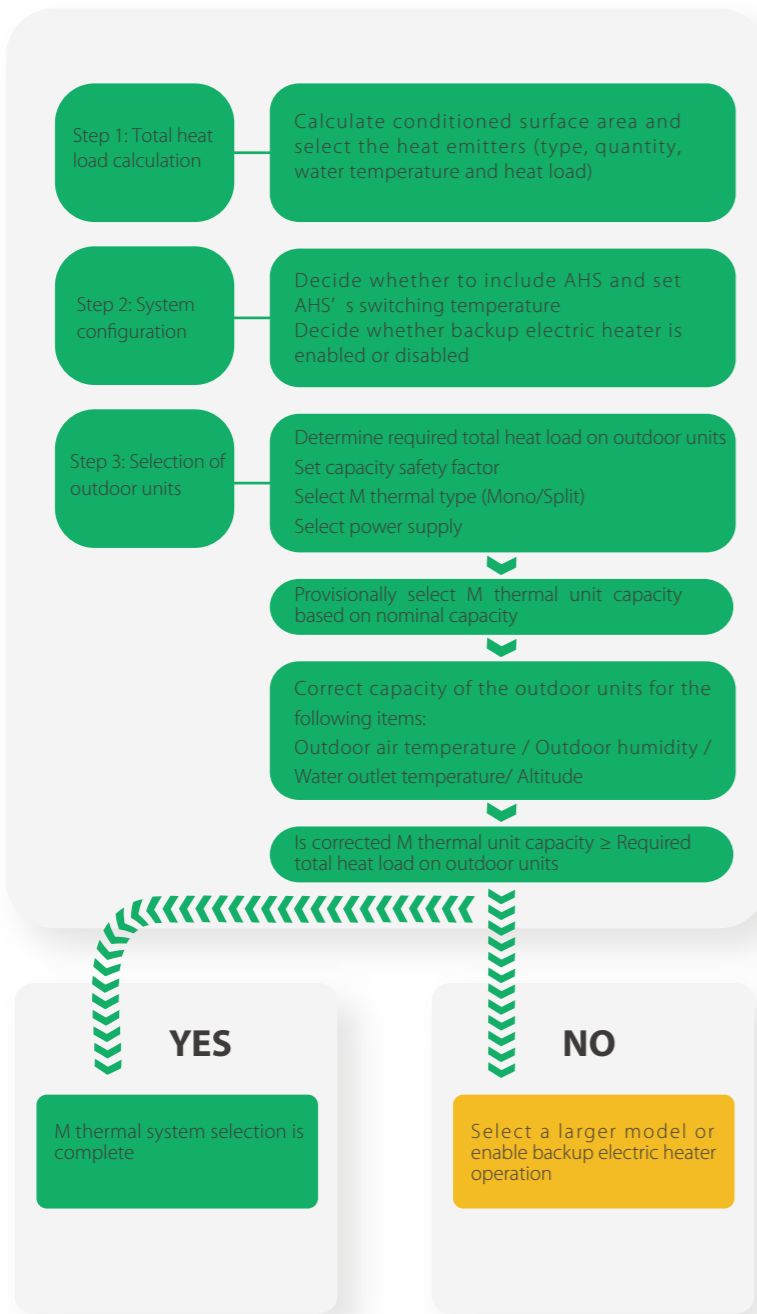 Step 1: Total heat
load calculation
Calculate conditioned surface area and
select the heat emitters (type, quantity,
water temperature and heat load)
Step 2: System
configuration
Decide whether to include AHS and set
AHS’ s switching temperature
Decide whether backup electric heater is
enabled or disabled
Step 3: Selection of
outdoor units
Determine required total heat load on outdoor units
Set capacity safety factor
Select M thermal type (Mono/Split)
Select power supply
Provisionally select M thermal unit capacity
based on nominal capacity
Correct capacity of the outdoor units for the
following items:
Outdoor air temperature / Outdoor humidity /
Water outlet temperature/ Altitude
Is corrected M thermal unit capacity ≥ Required
total heat load on outdoor units
YES
M thermal system selection is
complete
NO
Select a larger model or
enable backup electric heater
operation